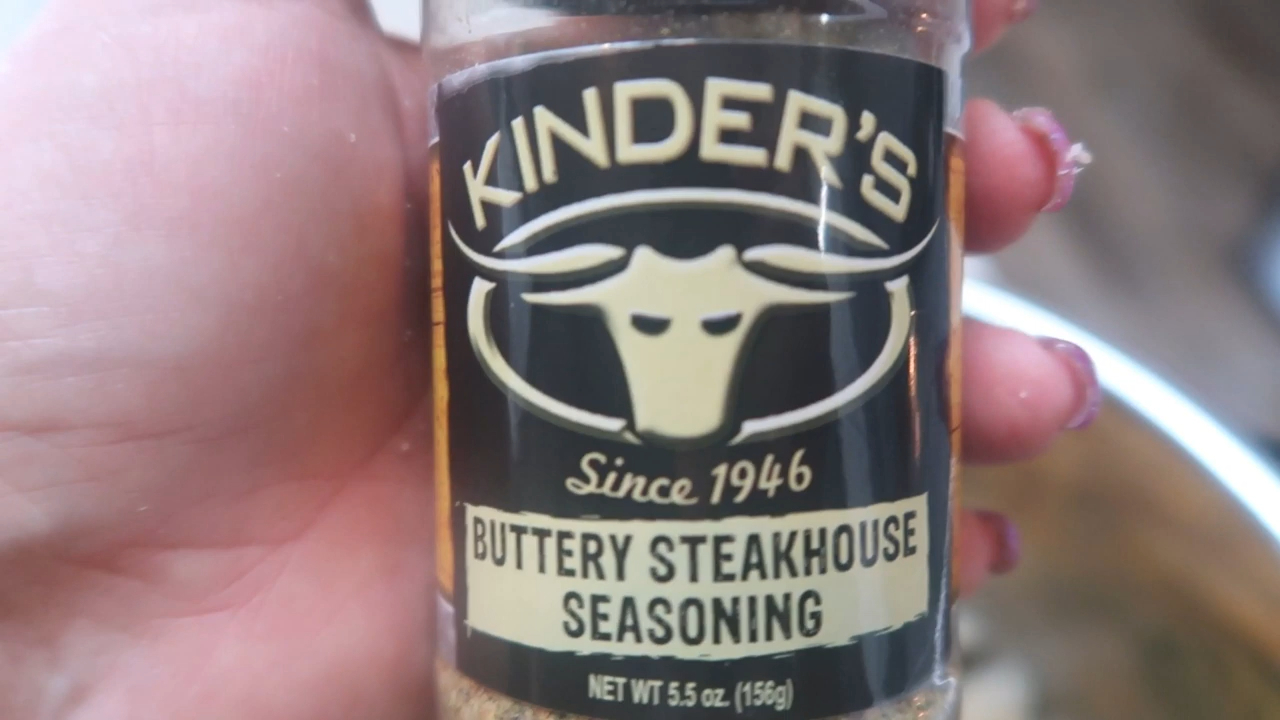 KINDER'S
Since 1946
BUTTERY STEAKHOUSE
SEASONING
NET WT 5.5 oz. (156g)